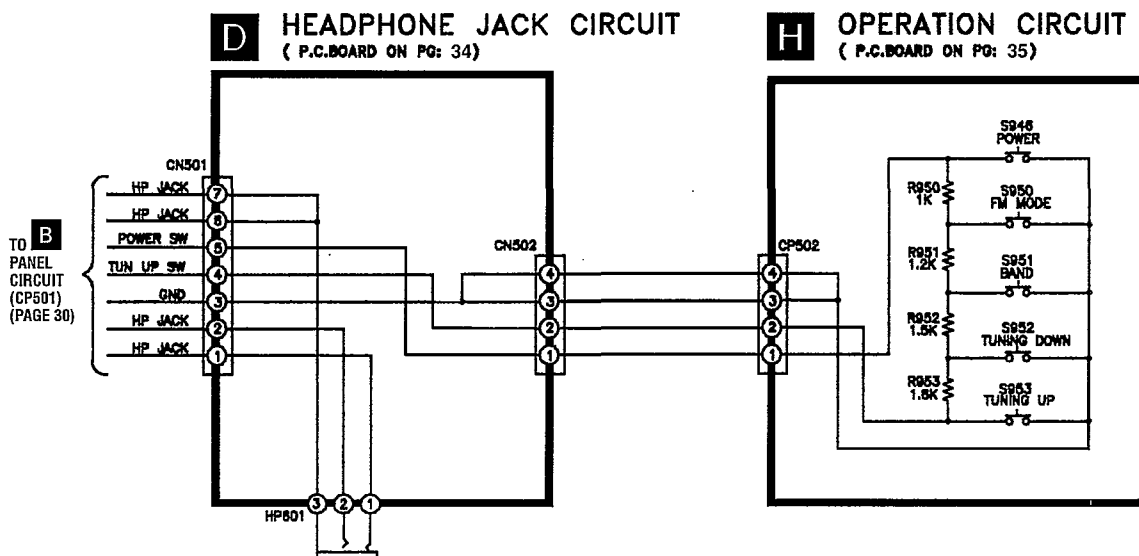 D HEADPHONE JACK CIRCUIT
( P.C.BOARD ON PG: 34)
H OPERATION CIRCUIT
( P.C.BOARD ON PG: 35)
CN501
HP JACK 7
HP JACK 6
POWER SW 5
TUN UP SW 4
GND 3
HP JACK 2
HP JACK 1
TO B
PANEL
CIRCUIT
(CP501)
(PAGE 30)
CN502
4
3
2
1
HP601
3 2 1
CP502
4
3
2
1
S946
POWER
R950
1K
S950
FM MODE
R951
1.2K
S951
BAND
R952
1.5K
S952
TUNING DOWN
R953
1.8K
S953
TUNING UP